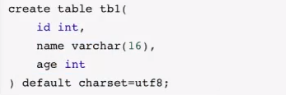 create table tb1(
    id int,
    name varchar(16),
    age int
) default charset=utf8;